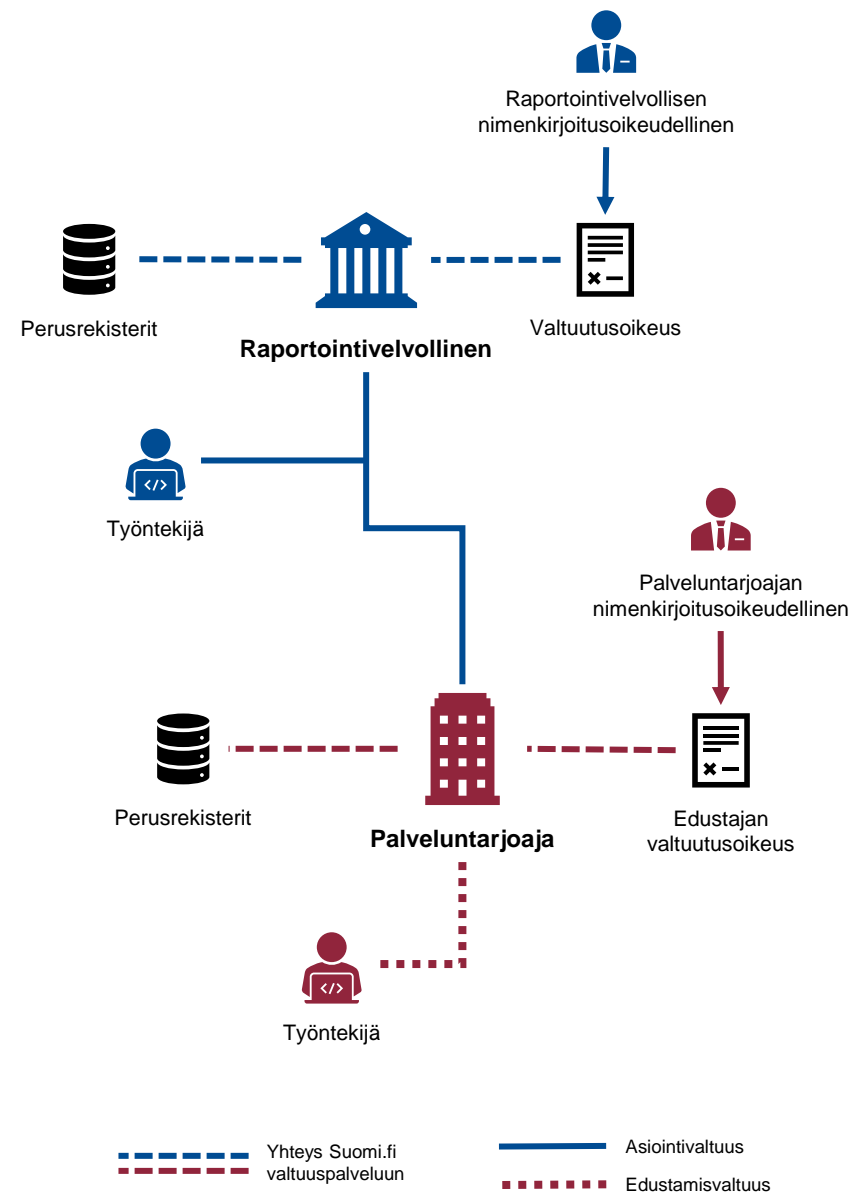 Raportointivelvollisen
nimenkirjoitusoikeudellinen
Perusrekisterit
Valtuutusoikeus
Raportointivelvollinen
</>
Työntekijä
Palveluntarjoajan
nimenkirjoitusoikeudellinen
Perusrekisterit
Edustajan
valtuutusoikeus
Palveluntarjoaja
</>
Työntekijä
Yhteys Suomi.fi
valtuuspalveluun
Asiointivaltuus
Edustamisvaltuus